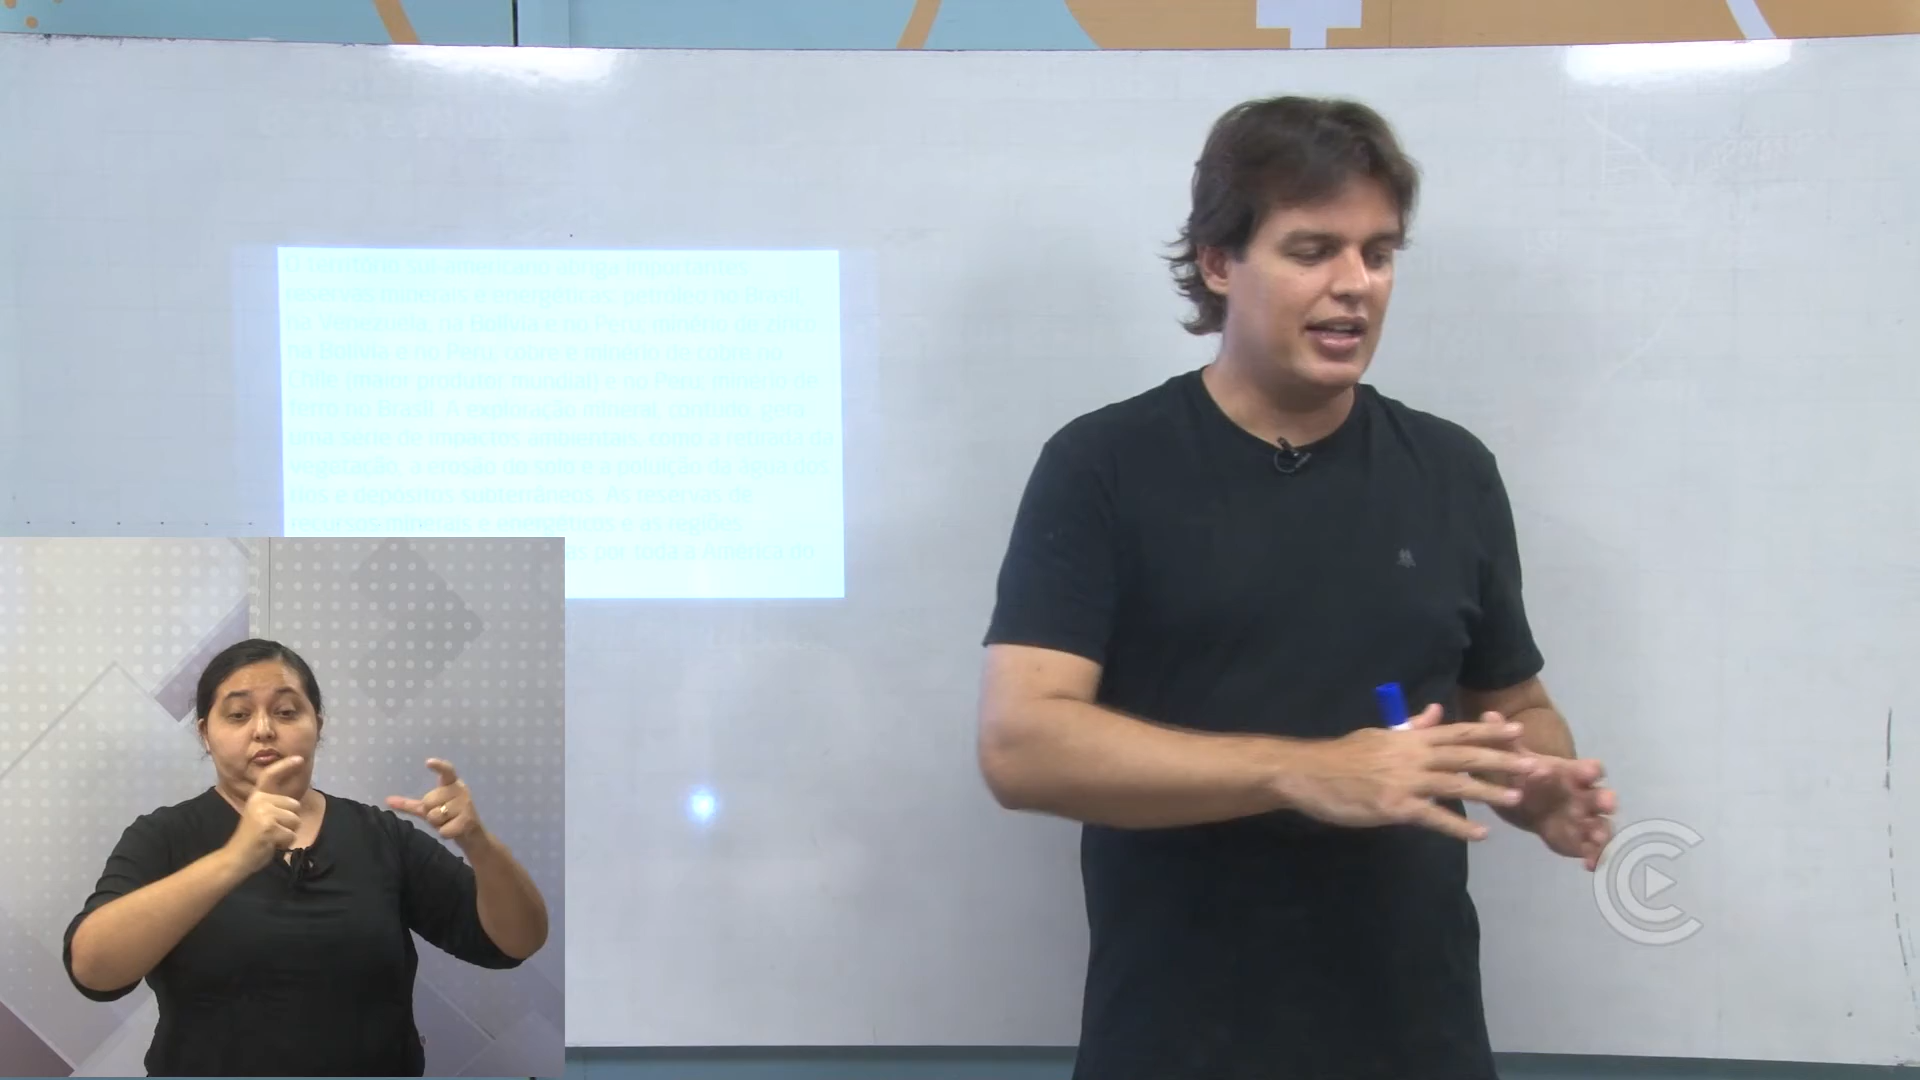 O território sul-americano abriga importantes
reservas minerais e energéticas: petróleo no Brasil,
na Venezuela, na Bolívia e no Peru; minério de zinco
na Bolívia e no Peru; cobre e minério de cobre no
Chile (maior produtor mundial) e no Peru; minério de
ferro no Brasil. A exploração mineral, contudo, gera
uma série de impactos ambientais, como a retirada da
vegetação, a erosão do solo e a poluição da água dos
rios e depósitos subterrâneos. As reservas de
recursos minerais e energéticos e as regiões
as por toda a América do